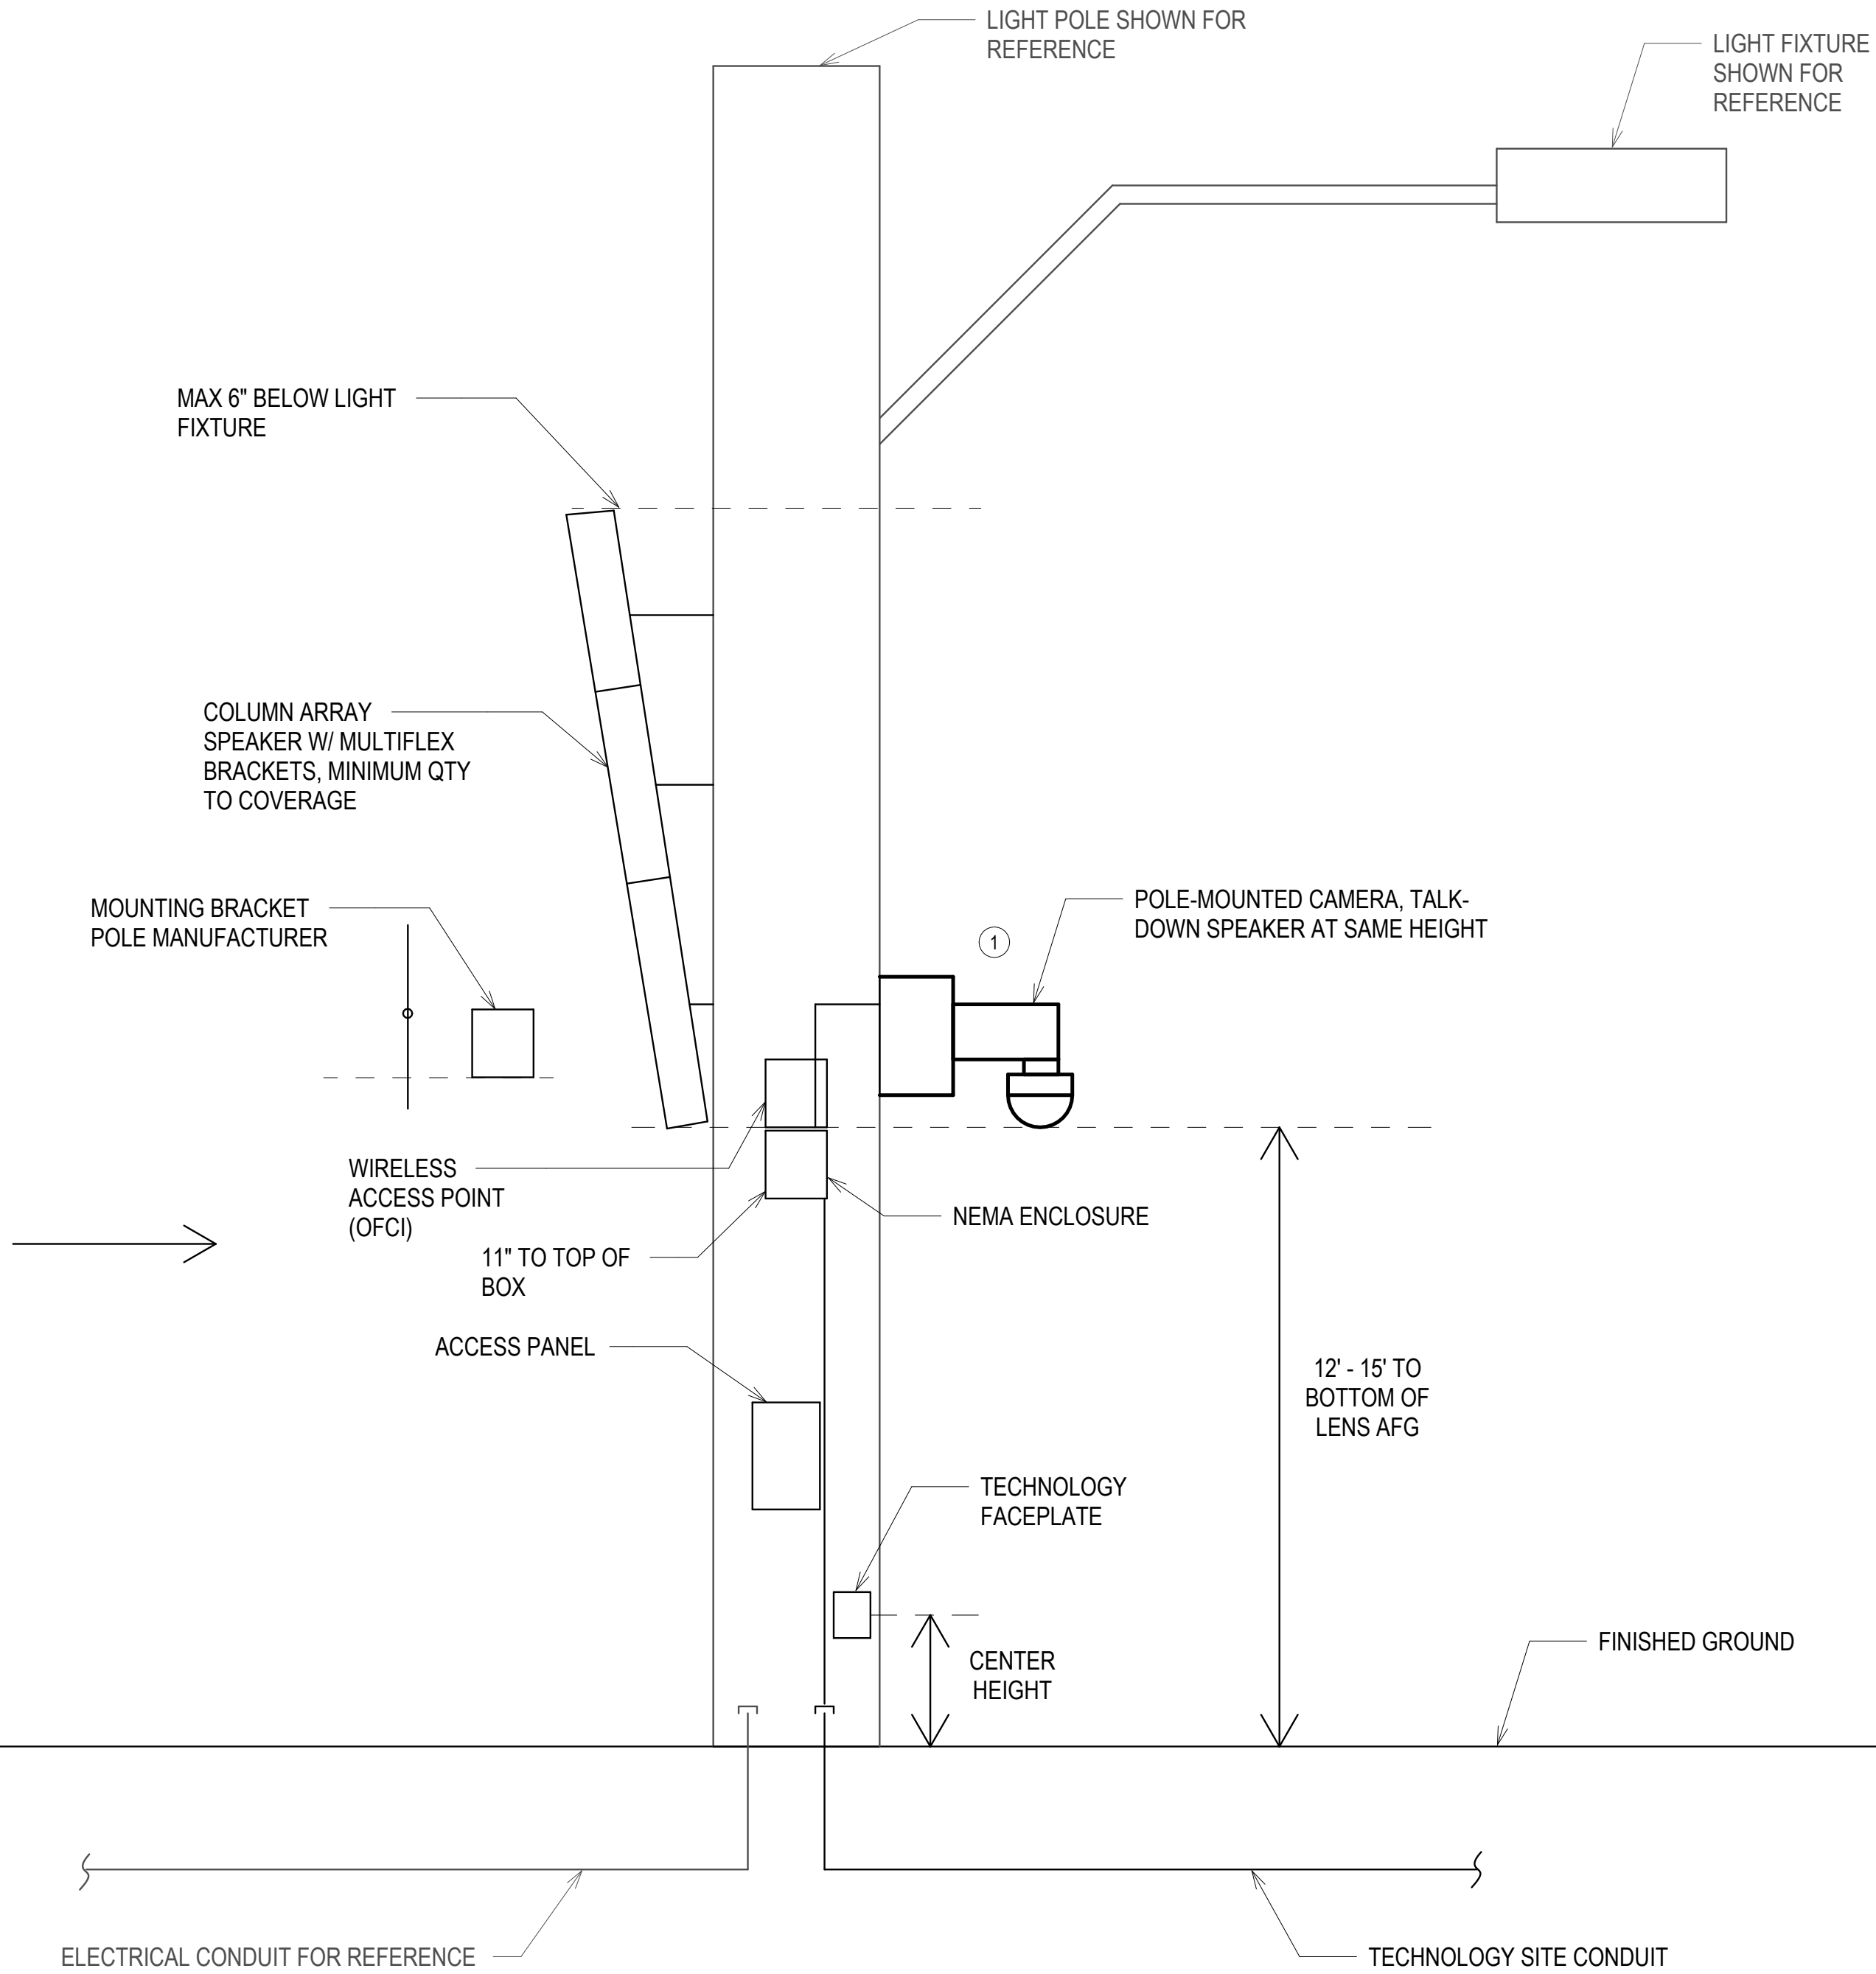 LIGHT POLE SHOWN FOR
REFERENCE
LIGHT FIXTURE
SHOWN FOR
REFERENCE
MAX 6" BELOW LIGHT
FIXTURE
COLUMN ARRAY
SPEAKER W/ MULTIFLEX
BRACKETS, MINIMUM QTY
TO COVERAGE
MOUNTING BRACKET
POLE MANUFACTURER
POLE-MOUNTED CAMERA, TALK-
DOWN SPEAKER AT SAME HEIGHT
1
WIRELESS
ACCESS POINT
(OFCI)
NEMA ENCLOSURE
11" TO TOP OF
BOX
ACCESS PANEL
12' - 15' TO
BOTTOM OF
LENS AFG
TECHNOLOGY
FACEPLATE
CENTER
HEIGHT
FINISHED GROUND
ELECTRICAL CONDUIT FOR REFERENCE
TECHNOLOGY SITE CONDUIT